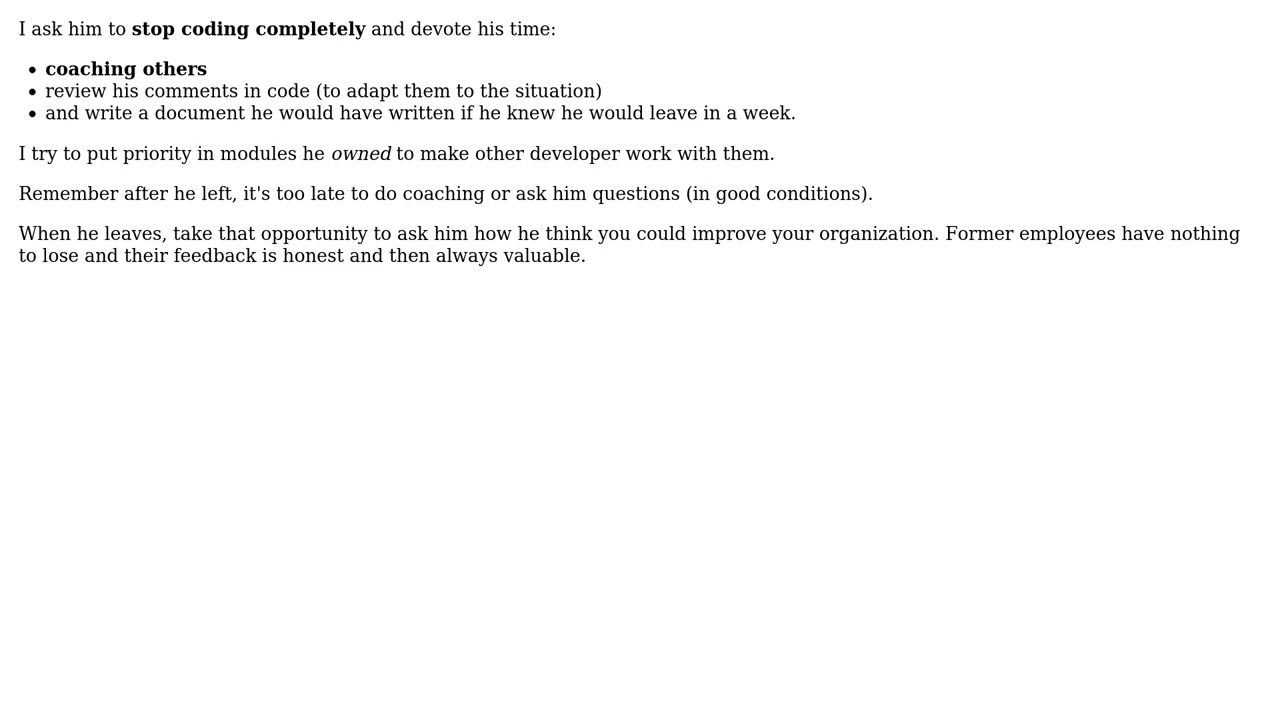 I ask him to stop coding completely and devote his time:
coaching others
review his comments in code (to adapt them to the situation)
and write a document he would have written if he knew he would leave in a week.
I try to put priority in modules he owned to make other developer work with them.
Remember after he left, it's too late to do coaching or ask him questions (in good conditions).
When he leaves, take that opportunity to ask him how he think you could improve your organization. Former employees have nothing
to lose and their feedback is honest and then always valuable.